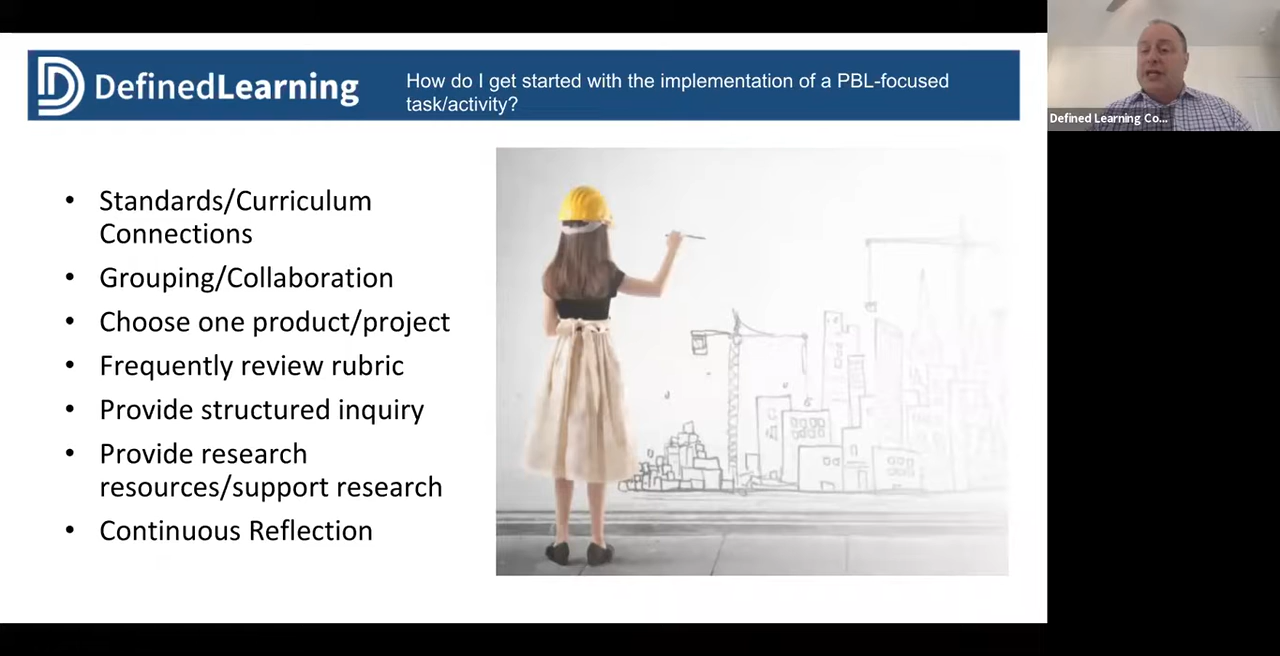 DefinedLearning
How do I get started with the implementation of a PBL-focused
task/activity?
• Standards/Curriculum
Connections
• Grouping/Collaboration
• Choose one product/project
• Frequently review rubric
• Provide structured inquiry
• Provide research
resources/support research
• Continuous Reflection
Defined Learning Co...